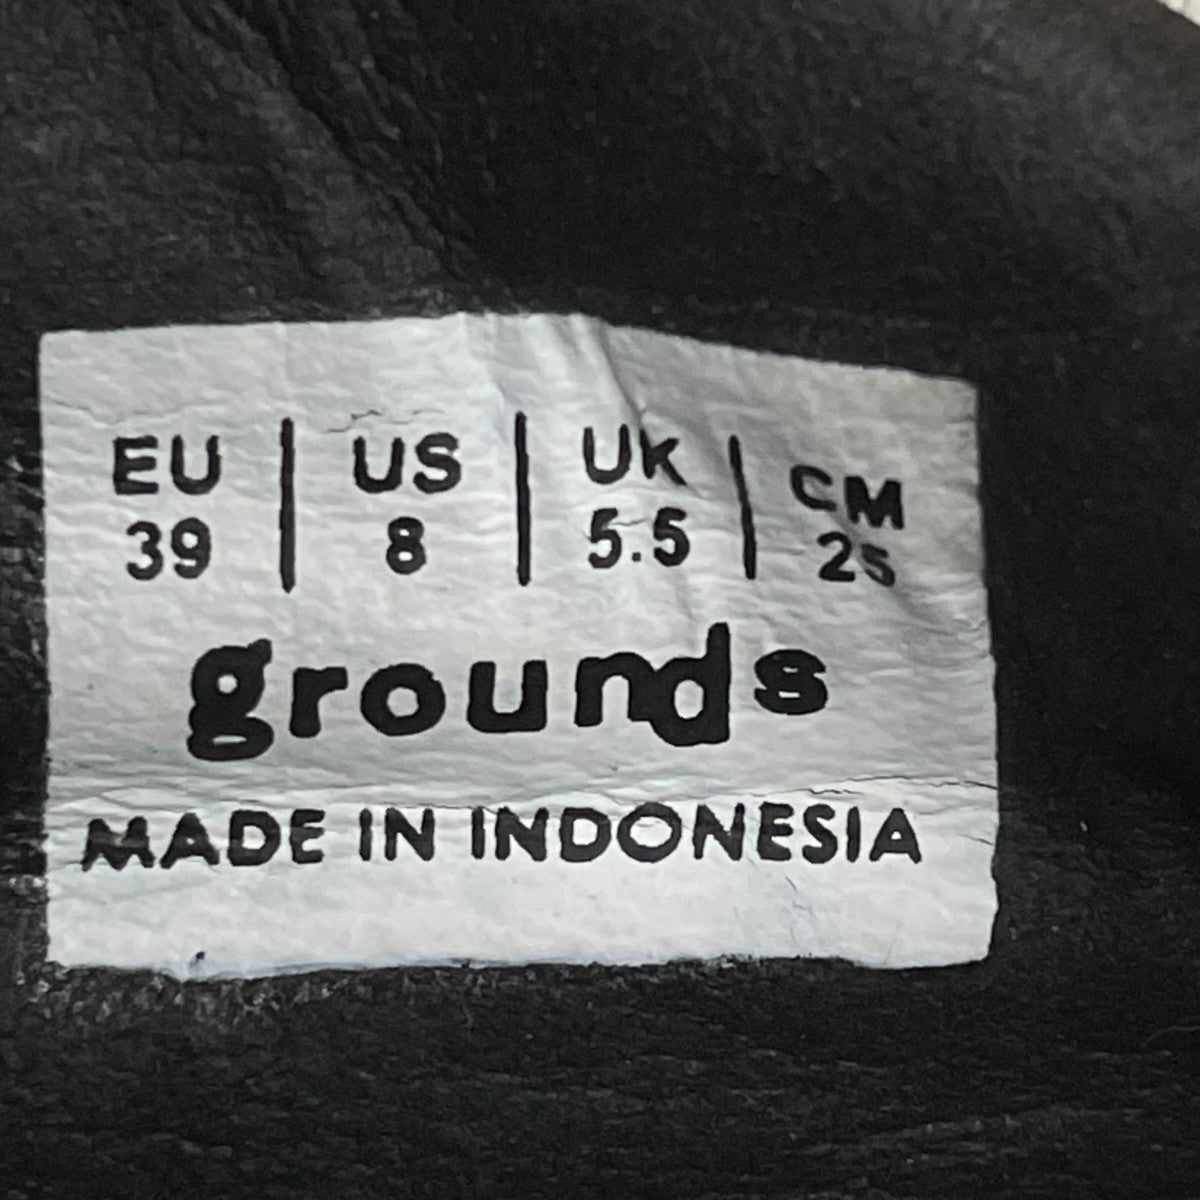 EU | US | UK | CM
39 | 8 | 5.5 | 25
grounds
MADE IN INDONESIA